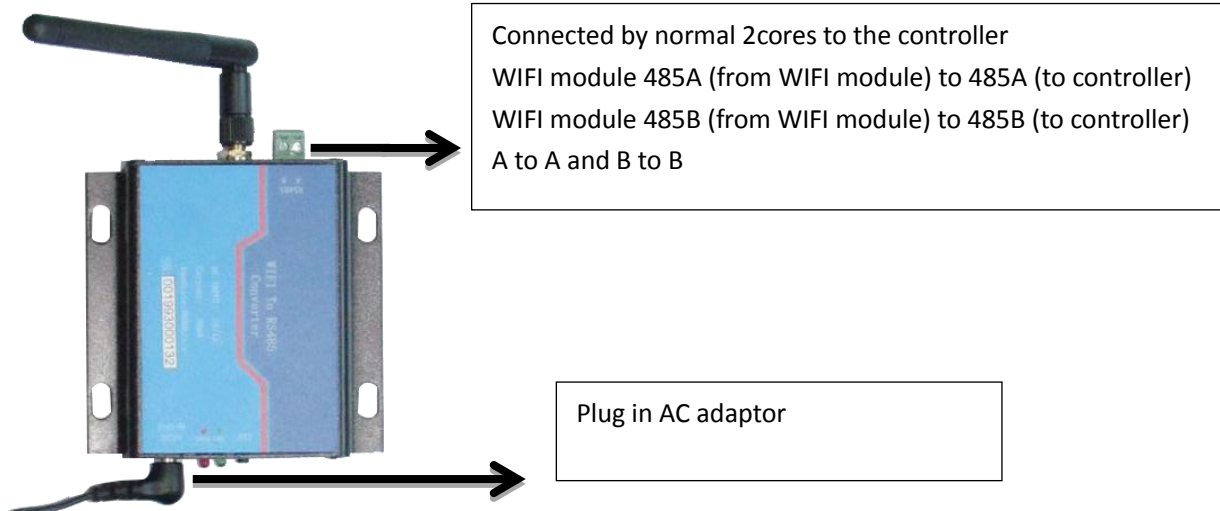 Connected by normal 2cores to the controller
WIFI module 485A (from WIFI module) to 485A (to controller)
WIFI module 485B (from WIFI module) to 485B (to controller)
A to A and B to B
RS485
A B
WIFI To RS485
Converter
001993000132
Plug in AC adaptor